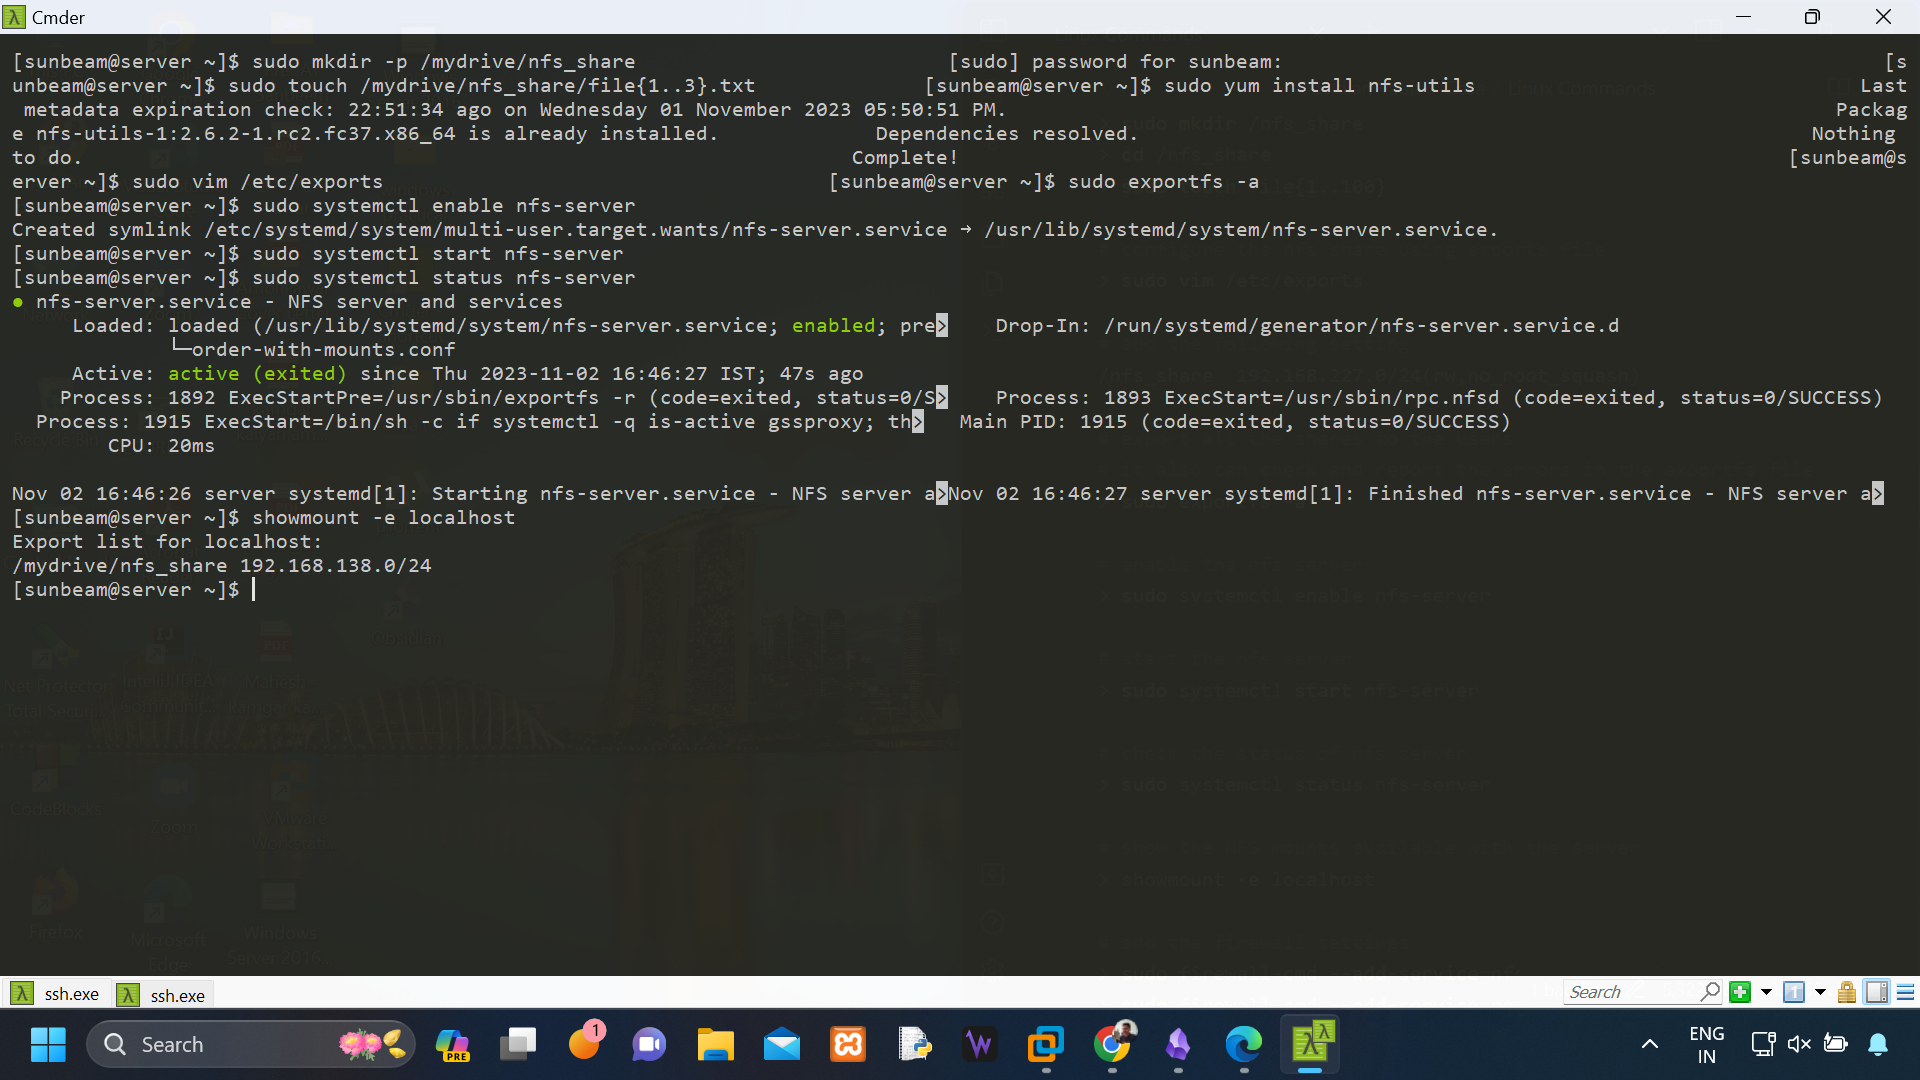 Cmder
[sunbeam@server ~]$ sudo mkdir -p /mydrive/nfs_share [sudo] password for sunbeam: [s
unbeam@server ~]$ sudo touch /mydrive/nfs_share/file{1..3}.txt [sunbeam@server ~]$ sudo yum install nfs-utils Last
metadata expiration check: 22:51:34 ago on Wednesday 01 November 2023 05:50:51 PM. Packag
e nfs-utils-1:2.6.2-1.rc2.fc37.x86_64 is already installed. Dependencies resolved. Nothing
to do. Complete! [sunbeam@s
erver ~]$ sudo vim /etc/exports [sunbeam@server ~]$ sudo exportfs -a
[sunbeam@server ~]$ sudo systemctl enable nfs-server
Created symlink /etc/systemd/system/multi-user.target.wants/nfs-server.service → /usr/lib/systemd/system/nfs-server.service.
[sunbeam@server ~]$ sudo systemctl start nfs-server
[sunbeam@server ~]$ sudo systemctl status nfs-server
● nfs-server.service - NFS server and services
Loaded: loaded (/usr/lib/systemd/system/nfs-server.service; enabled; pre> Drop-In: /run/systemd/generator/nfs-server.service.d
└─order-with-mounts.conf
Active: active (exited) since Thu 2023-11-02 16:46:27 IST; 47s ago
Process: 1892 ExecStartPre=/usr/sbin/exportfs -r (code=exited, status=0/S> Process: 1893 ExecStart=/usr/sbin/rpc.nfsd (code=exited, status=0/SUCCESS)
Process: 1915 ExecStart=/bin/sh -c if systemctl -q is-active gssproxy; th> Main PID: 1915 (code=exited, status=0/SUCCESS)
CPU: 20ms
Nov 02 16:46:26 server systemd[1]: Starting nfs-server.service - NFS server a>Nov 02 16:46:27 server systemd[1]: Finished nfs-server.service - NFS server a>
[sunbeam@server ~]$ showmount -e localhost
Export list for localhost:
/mydrive/nfs_share 192.168.138.0/24
[sunbeam@server ~]$
ssh.exe
ssh.exe
Search
Search
PRE
1
ENG
IN